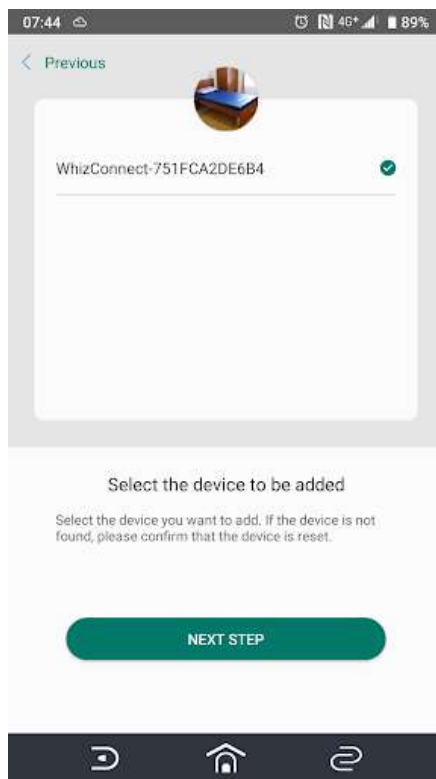 07:44 4G+ 89%
Previous
WhizConnect-751FCA2DE6B4
Select the device to be added
Select the device you want to add. If the device is not
found, please confirm that the device is reset.
NEXT STEP